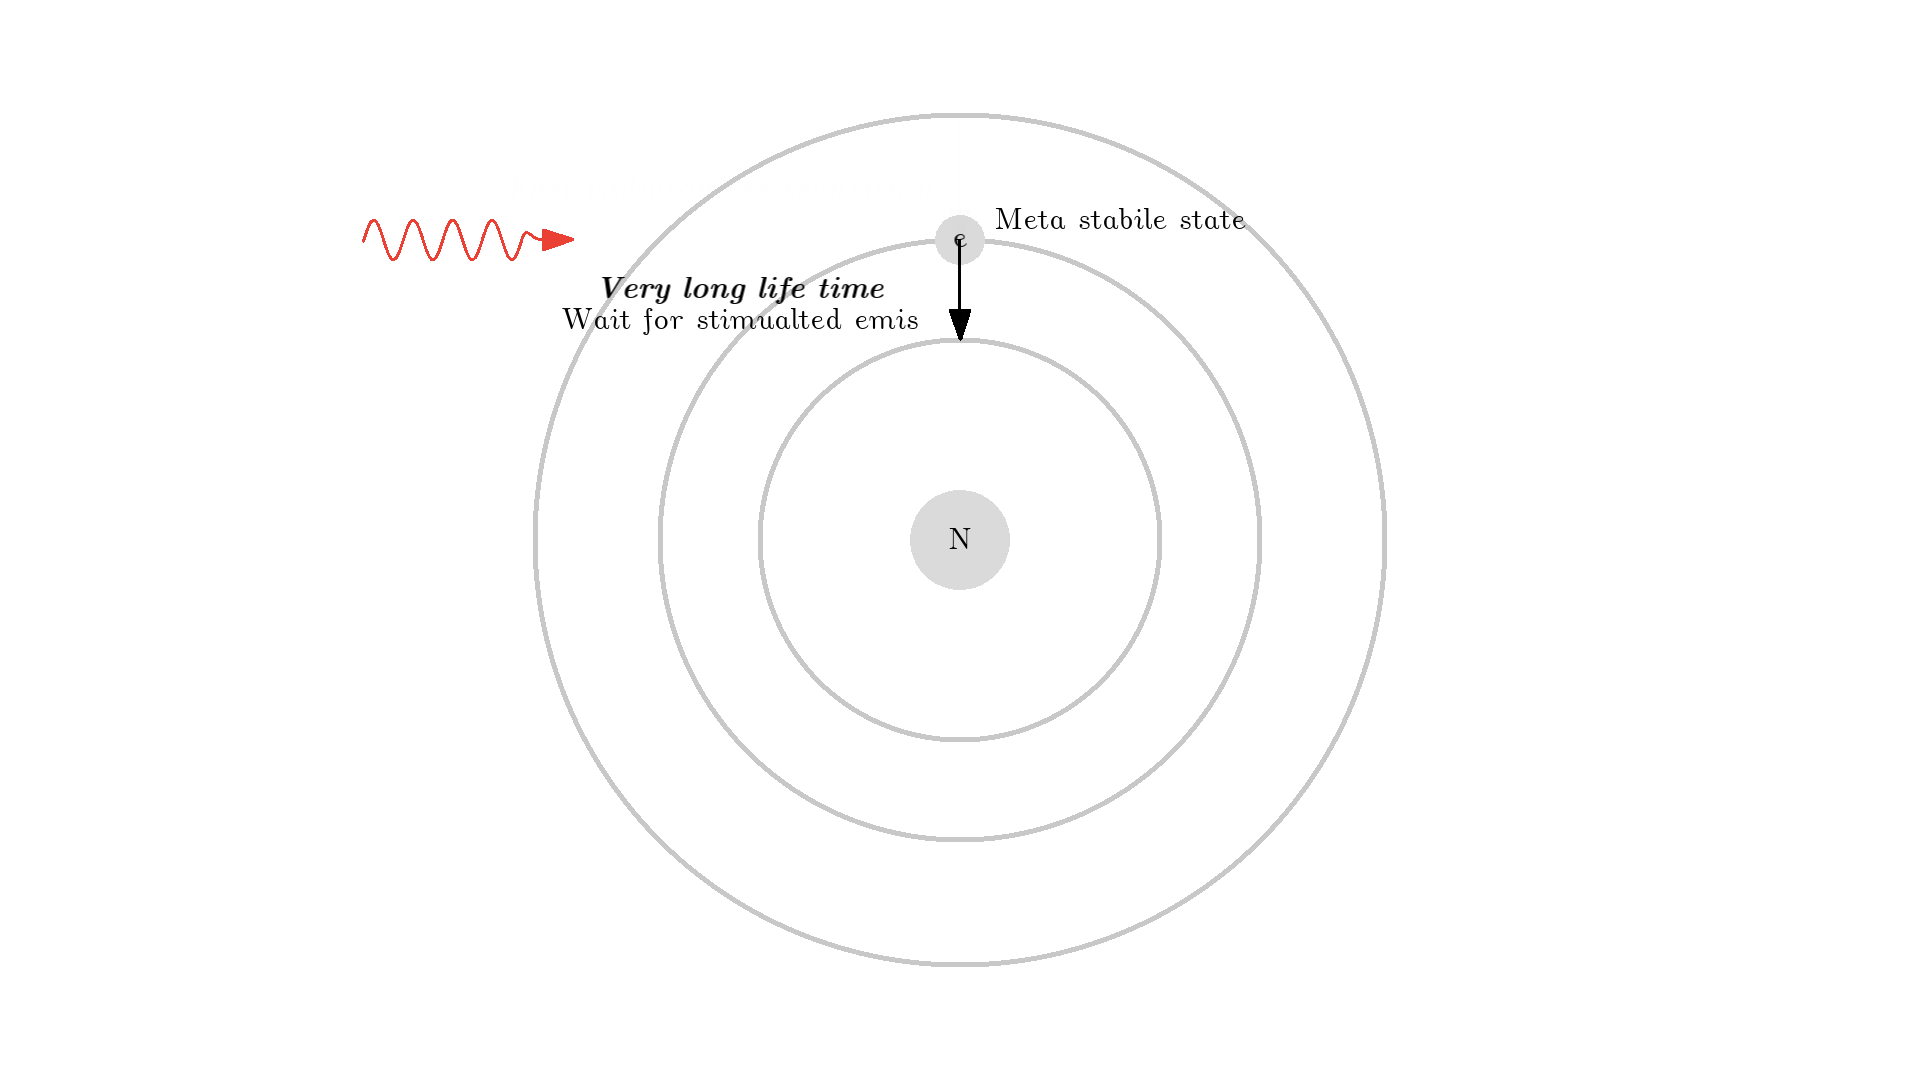 Meta stabile state
e
Very long life time
Wait for stimualted emis
N